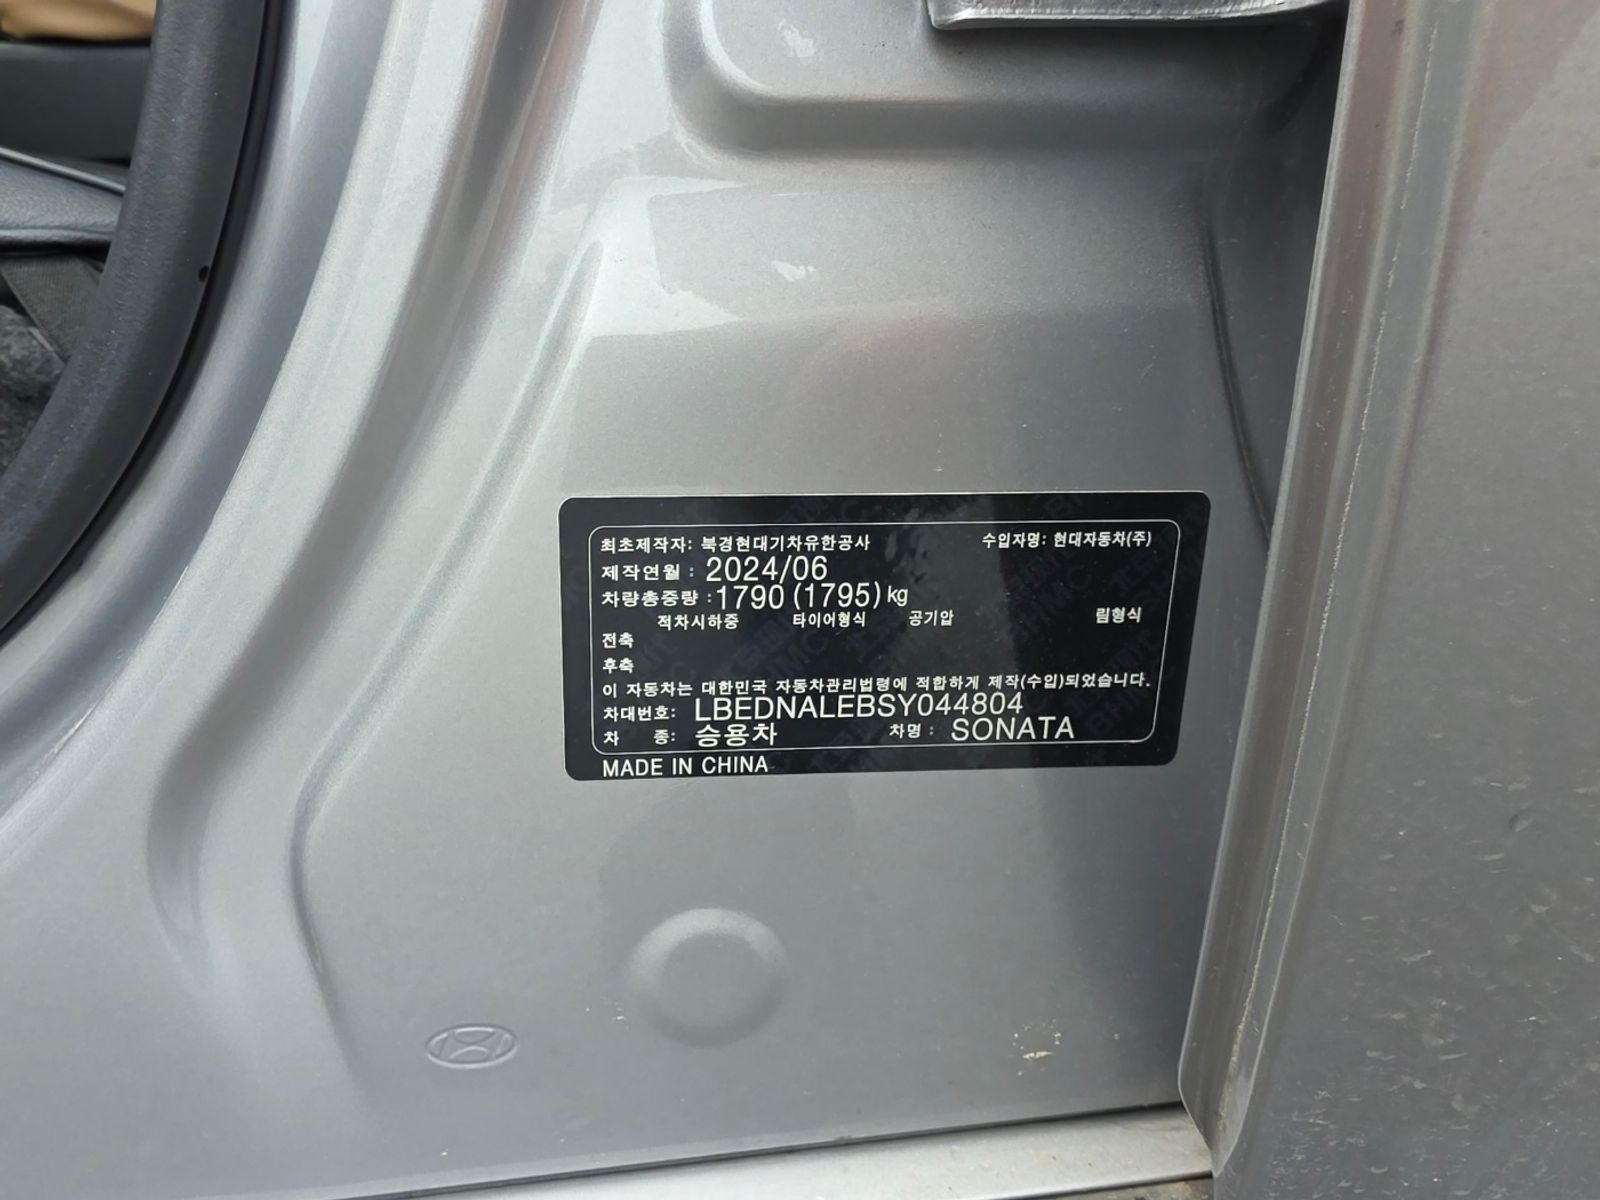 최초제작자: 북경현대기차유한공사 수입자명: 현대자동차(주)
제작연월 : 2024/06
차량총중량 : 1790 (1795) kg
적차시하중 타이어형식 공기압 림형식
전축
후축
이 자동차는 대한민국 자동차관리법령에 적합하게 제작(수입)되었습니다.
차대번호: LBEDNALEBSY044804
차 종: 승용차 차명 : SONATA
MADE IN CHINA